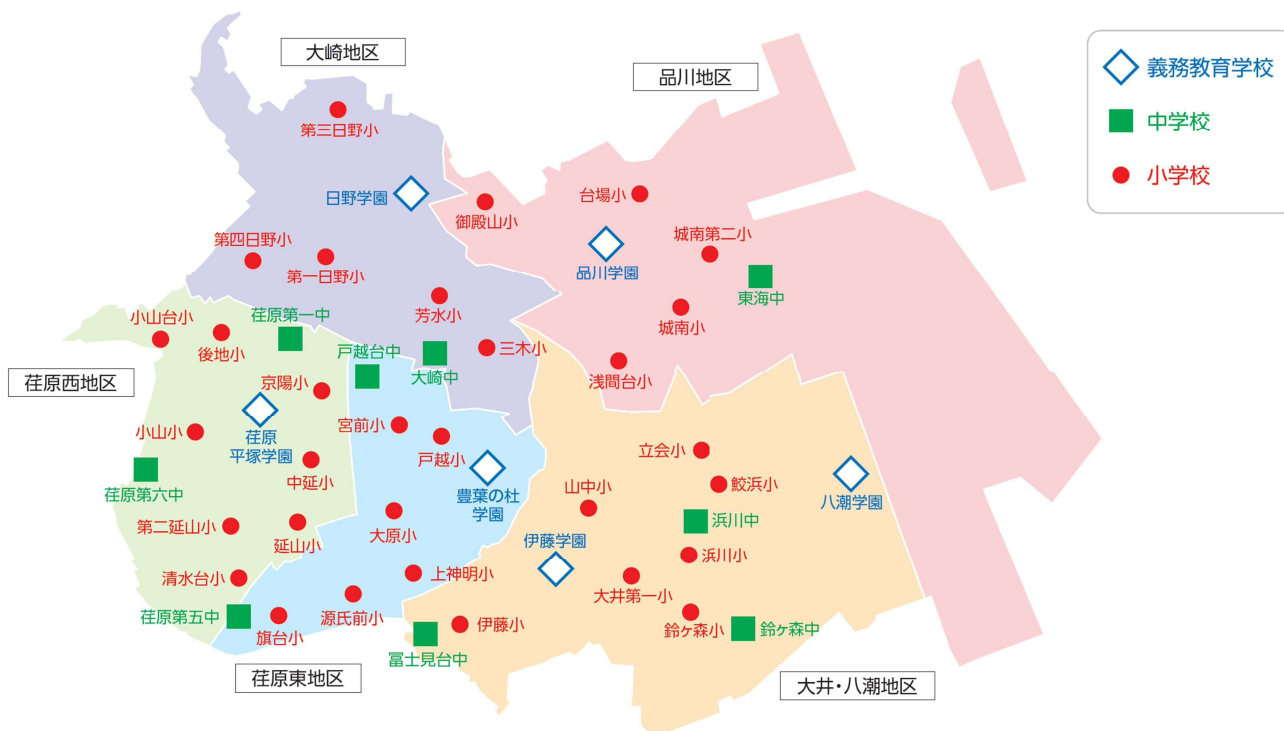 大崎地区
品川地区
義務教育学校
中学校
小学校
第三日野小
日野学園
御殿山小
台場小
城南第二小
品川学園
東海中
第四日野小
第一日野小
芳水小
城南小
小山台小
後地小
荏原第一中
戸越台中
大崎中
三木小
浅間台小
荏原西地区
京陽小
小山小
荏原
平塚学園
宮前小
戸越小
立会小
荏原第六中
中延小
豊葉の杜
学園
山中小
鮫浜小
八潮学園
第二延山小
延山小
大原小
伊藤学園
浜川中
浜川小
清水台小
上神明小
大井第一小
荏原第五中
旗台小
源氏前小
伊藤小
鈴ヶ森小
鈴ヶ森中
冨士見台中
荏原東地区
大井・八潮地区